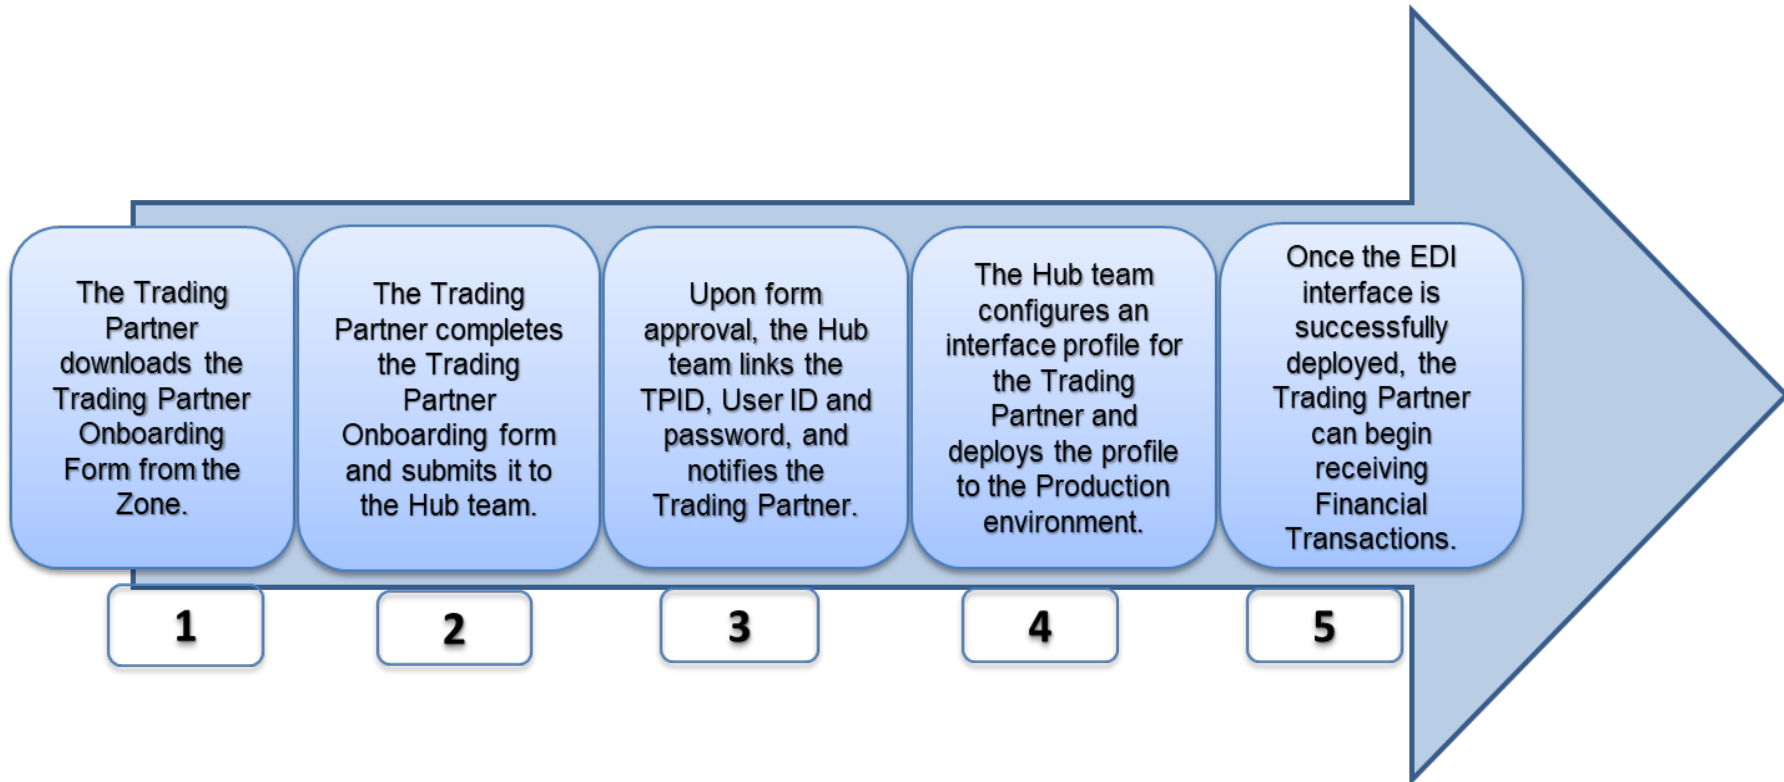 The Trading
Partner
downloads the
Trading Partner
Onboarding
Form from the
Zone.
The Trading
Partner completes
the Trading
Partner
Onboarding form
and submits it to
the Hub team.
Upon form
approval, the Hub
team links the
TPID, User ID and
password, and
notifies the
Trading Partner.
The Hub team
configures an
interface profile for
the Trading
Partner and
deploys the profile
to the Production
environment.
Once the EDI
interface is
successfully
deployed, the
Trading Partner
can begin
receiving
Financial
Transactions.
1
2
3
4
5